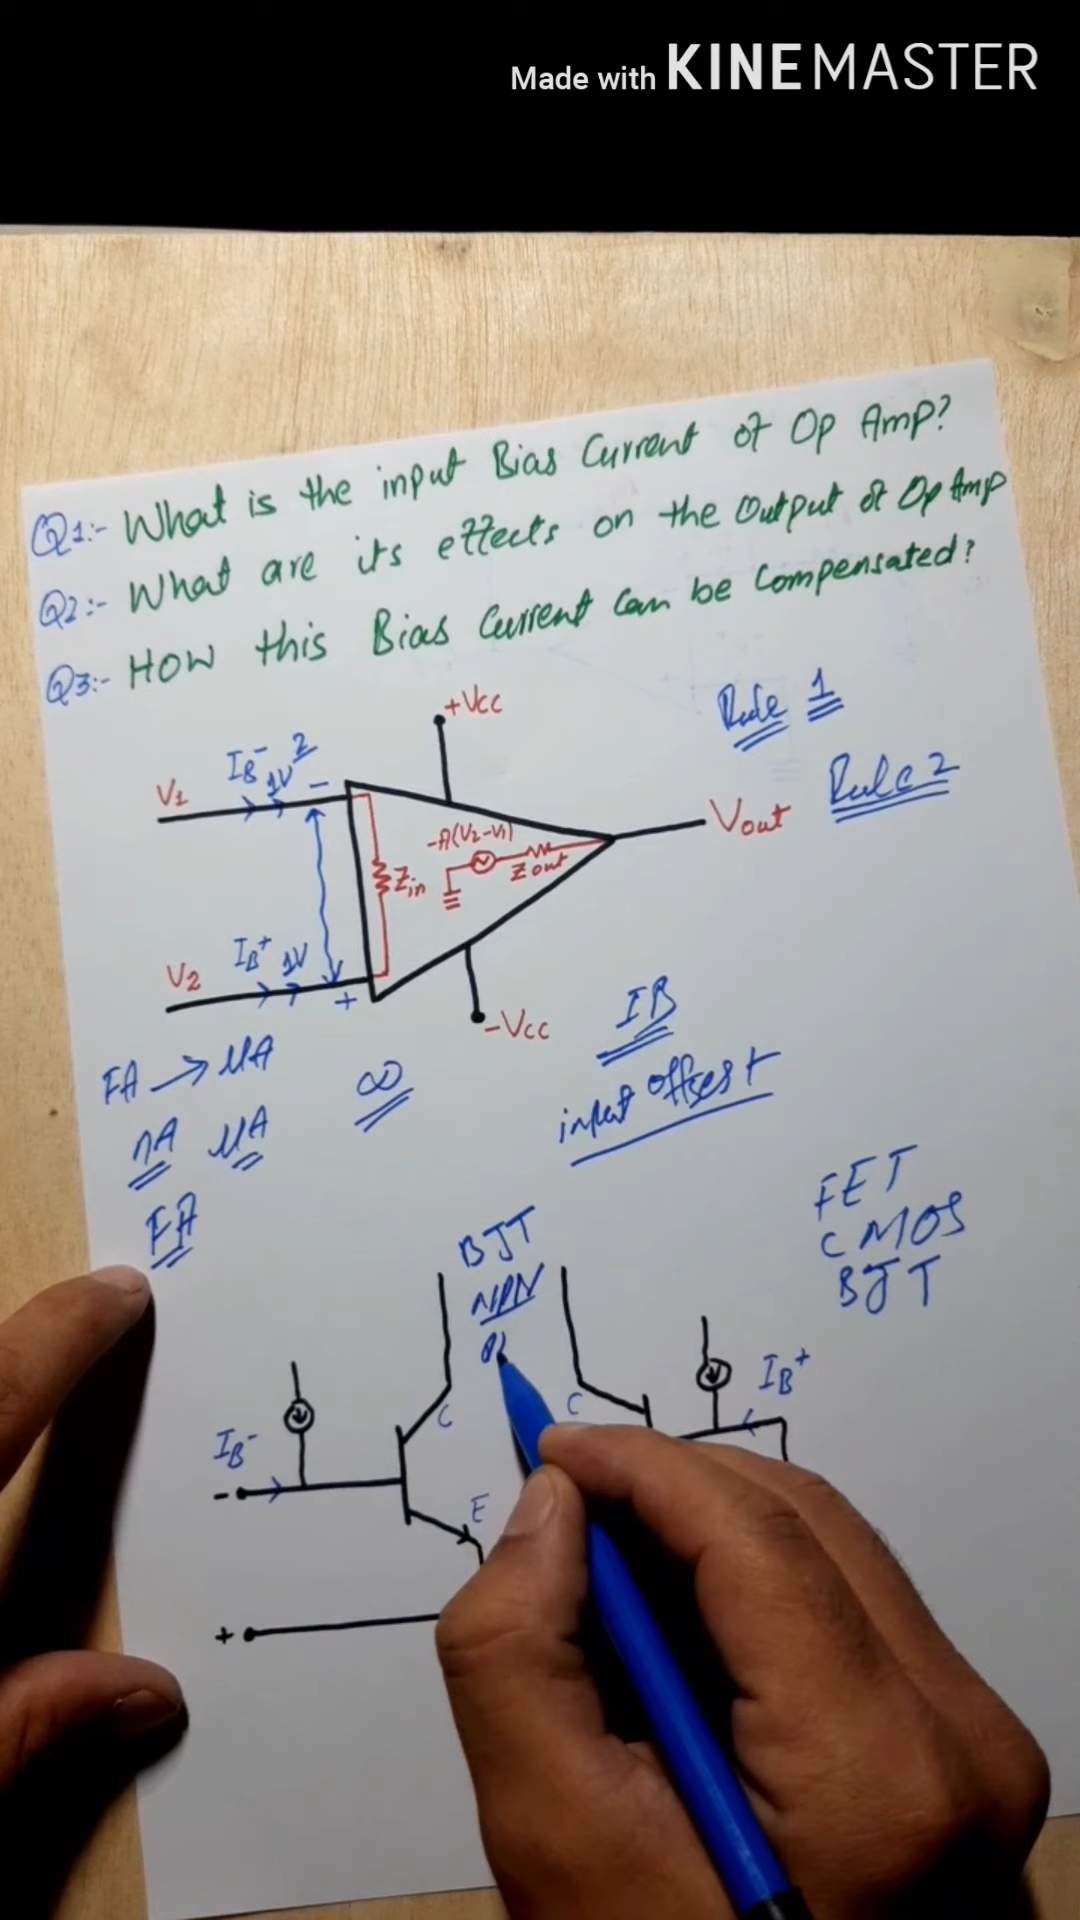 Made with KINEMASTER
Q1:- What is the input Bias Current of Op Amp?
Q2:- What are its effects on the Output of Op Amp
Q3:- How this Bias Current can be Compensated?
+Vcc
Rule 1
Rule 2
IB- 2
V1 1V -
-A(V2-V1)
Zin Zout
Vout
IB+ 1V
V2 +
-Vcc
IB
input offset
FA → µA
∞
nA µA
FA
FET
CMOS
BJT
BJT
NPN
IB+
C C
IB-
-
E
+